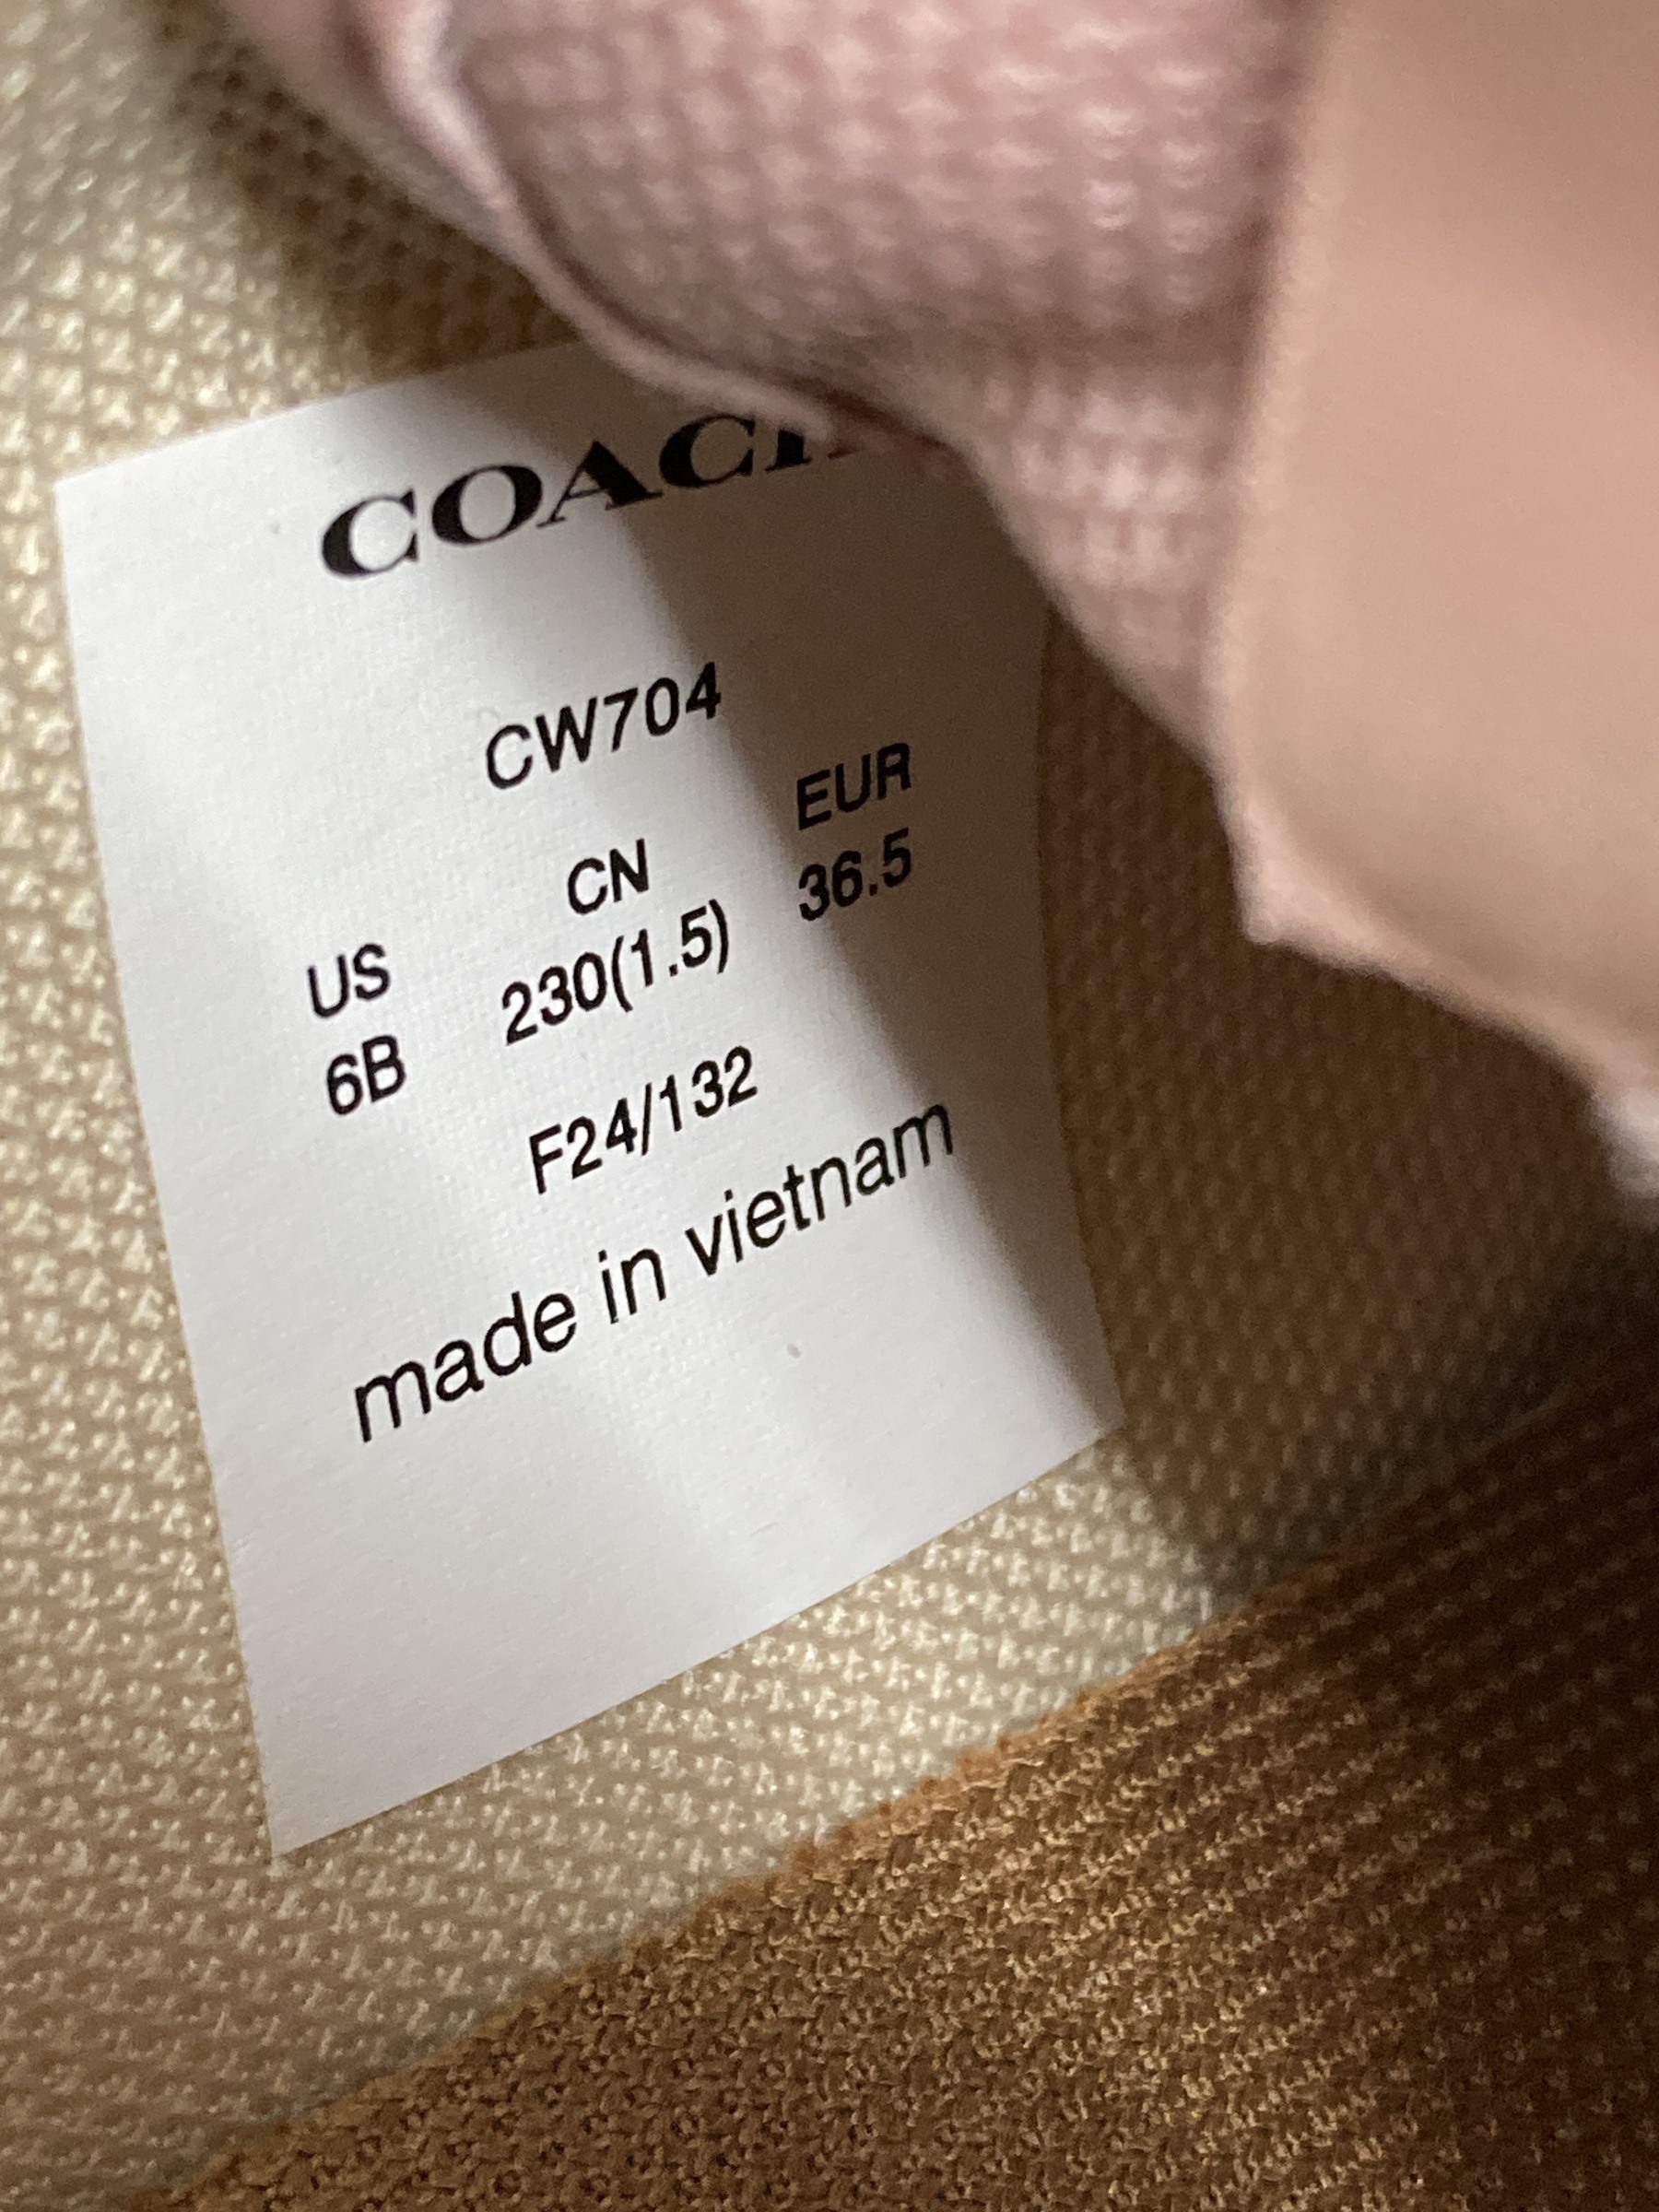 COACH
CW704
US CN EUR
6B 230(1.5) 36.5
F24/132
made in vietnam